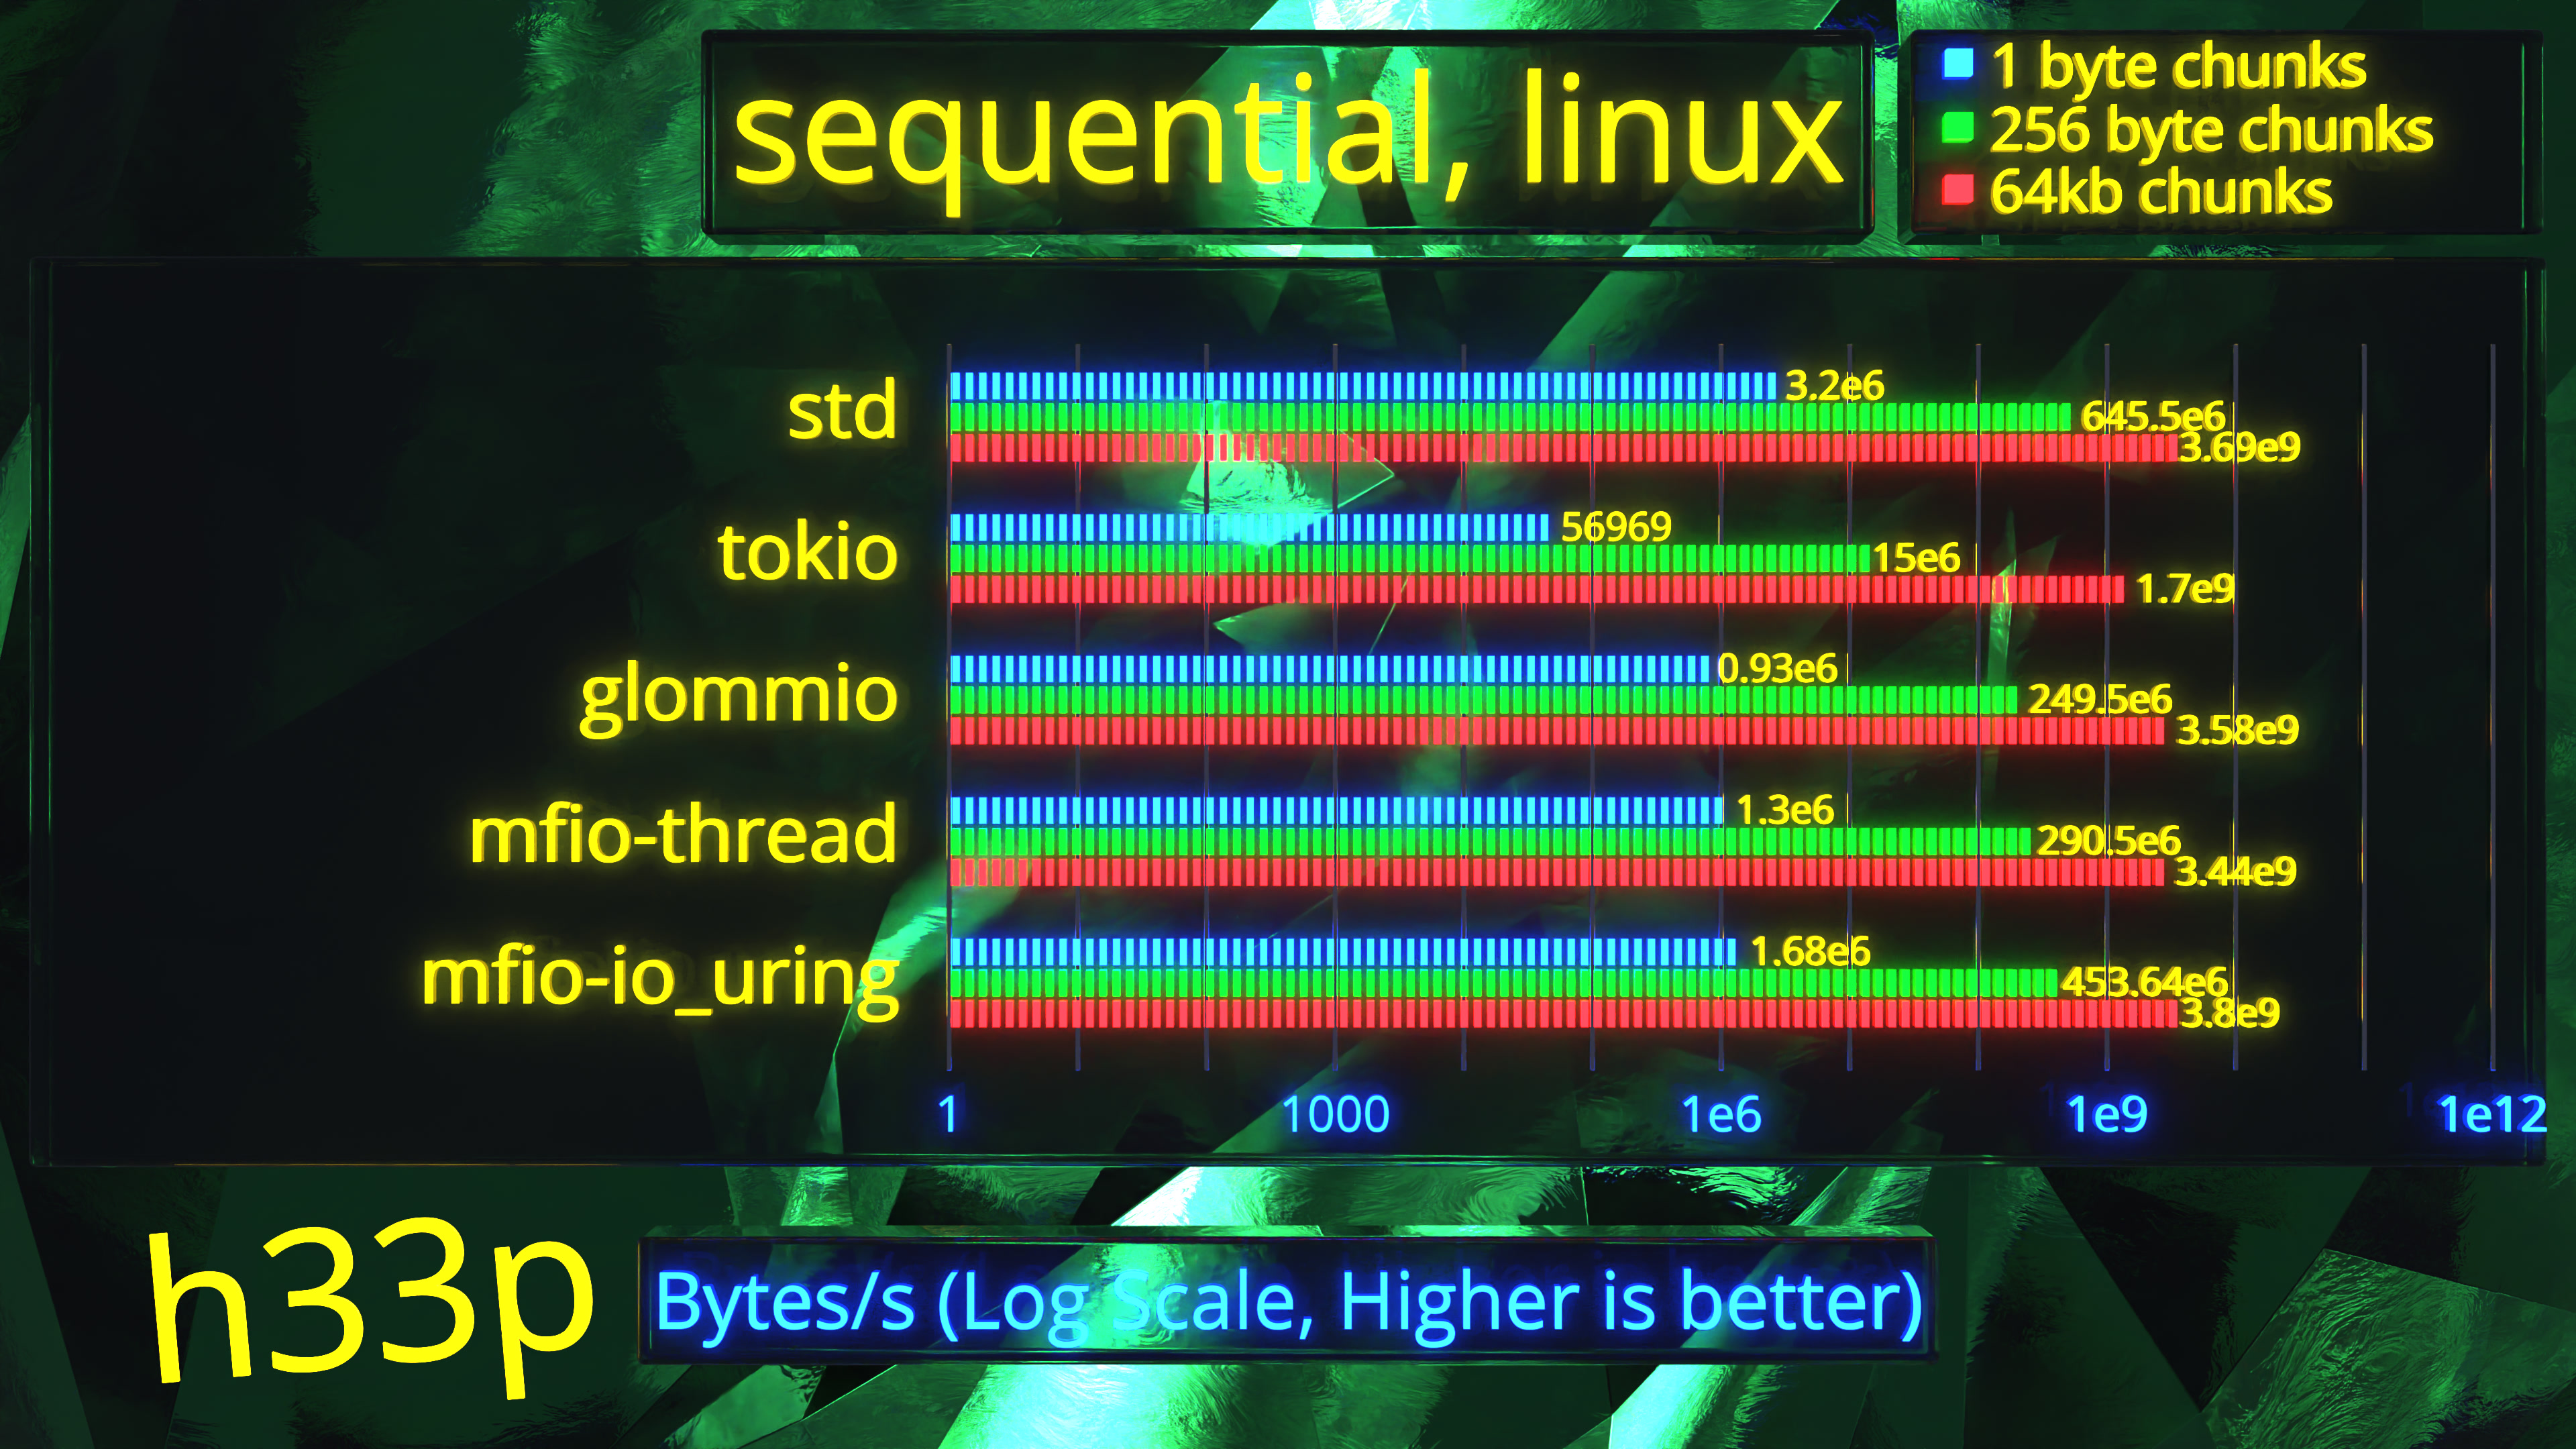 sequential, linux
1 byte chunks
256 byte chunks
64kb chunks
std
3.2e6
645.5e6
3.69e9
tokio
56969
15e6
1.7e9
glommio
0.93e6
249.5e6
3.58e9
mfio-thread
1.3e6
290.5e6
3.44e9
mfio-io_uring
1.68e6
453.64e6
3.8e9
1 1000 1e6 1e9 1e12
h33p
Bytes/s (Log Scale, Higher is better)